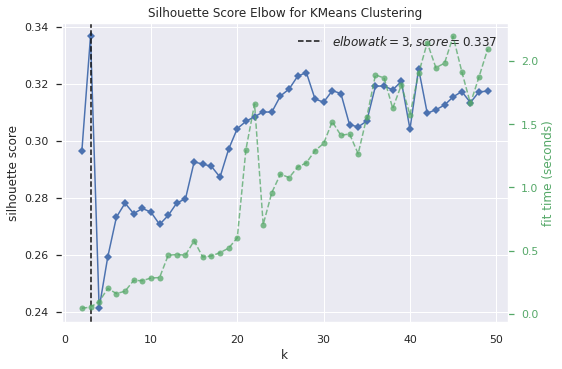 Silhouette Score Elbow for KMeans Clustering
elbow at k = 3, score = 0.337
0.34
0.32
0.30
0.28
0.26
0.24
silhouette score
2.0
1.5
1.0
0.5
0.0
fit time (seconds)
0 10 20 30 40 50
k